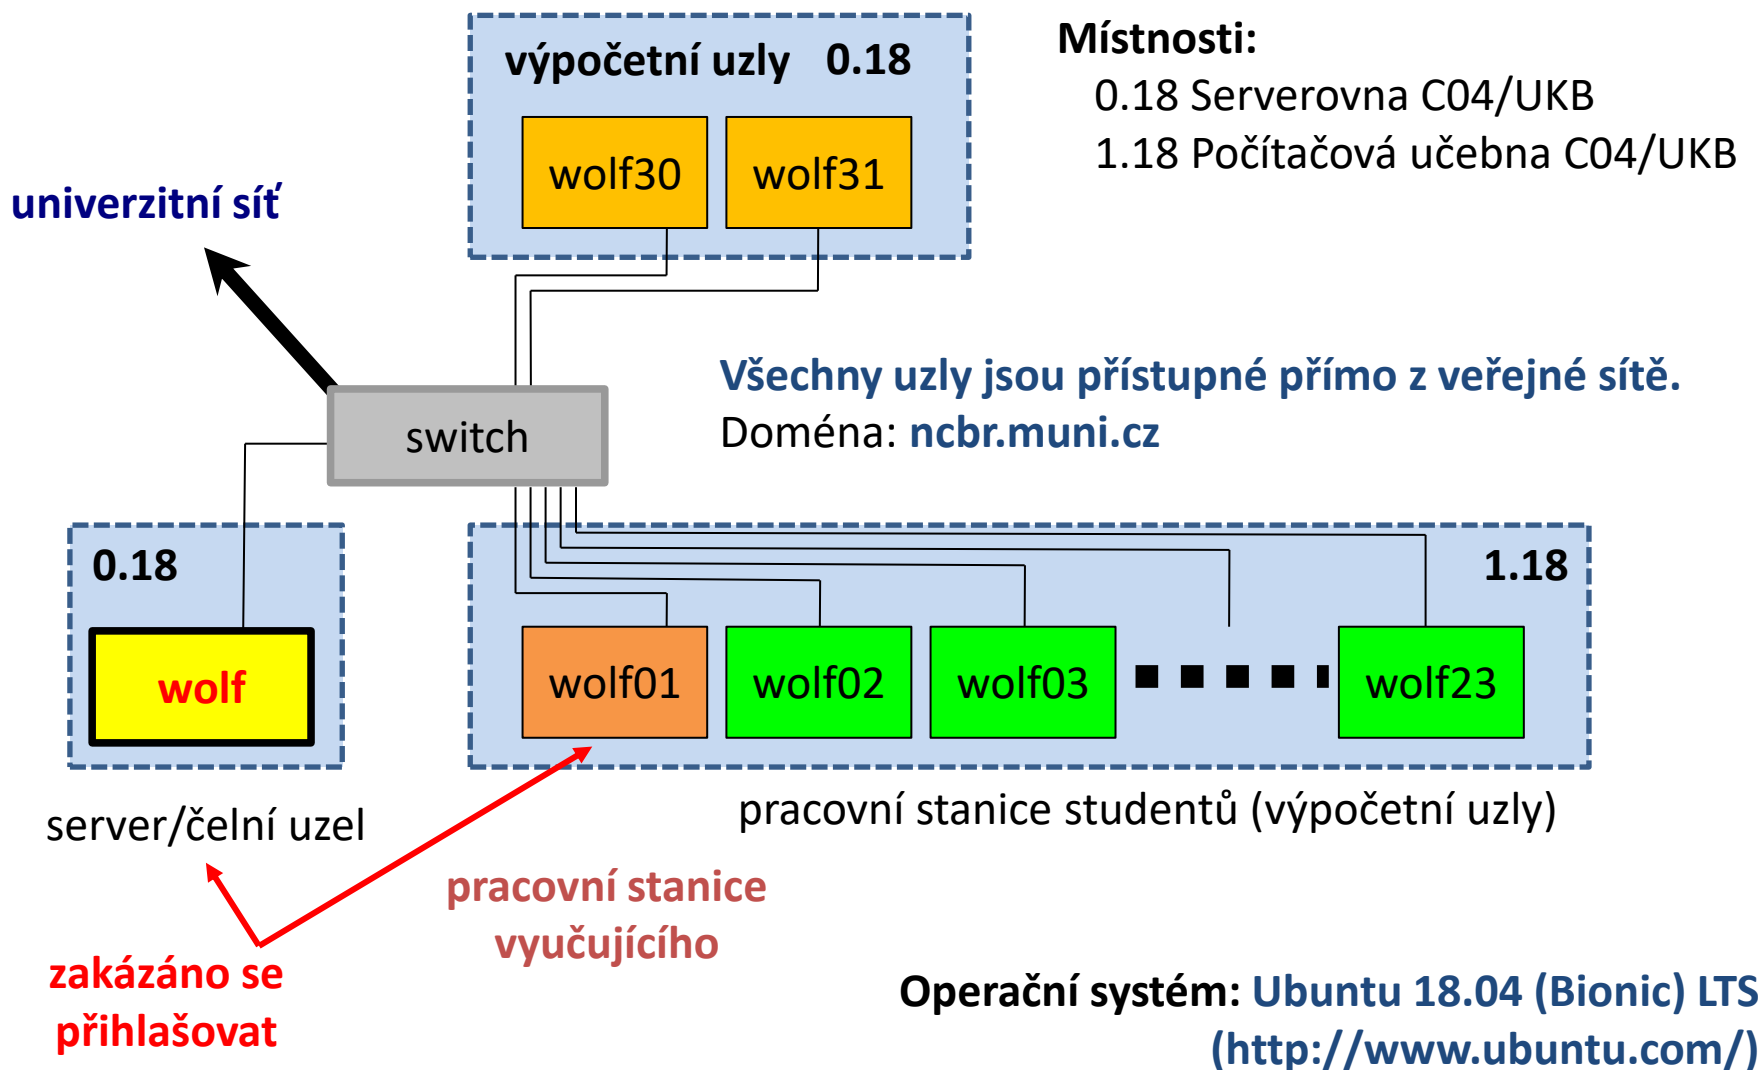 výpočetní uzly 0.18
wolf30
wolf31
Místnosti:
0.18 Serverovna C04/UKB
1.18 Počítačová učebna C04/UKB
univerzitní síť
Všechny uzly jsou přístupné přímo z veřejné sítě.
Doména: ncbr.muni.cz
switch
0.18
wolf
server/čelní uzel
1.18
wolf01
wolf02
wolf03
wolf23
pracovní stanice studentů (výpočetní uzly)
pracovní stanice
vyučujícího
zakázáno se
přihlašovat
Operační systém: Ubuntu 18.04 (Bionic) LTS
(http://www.ubuntu.com/)